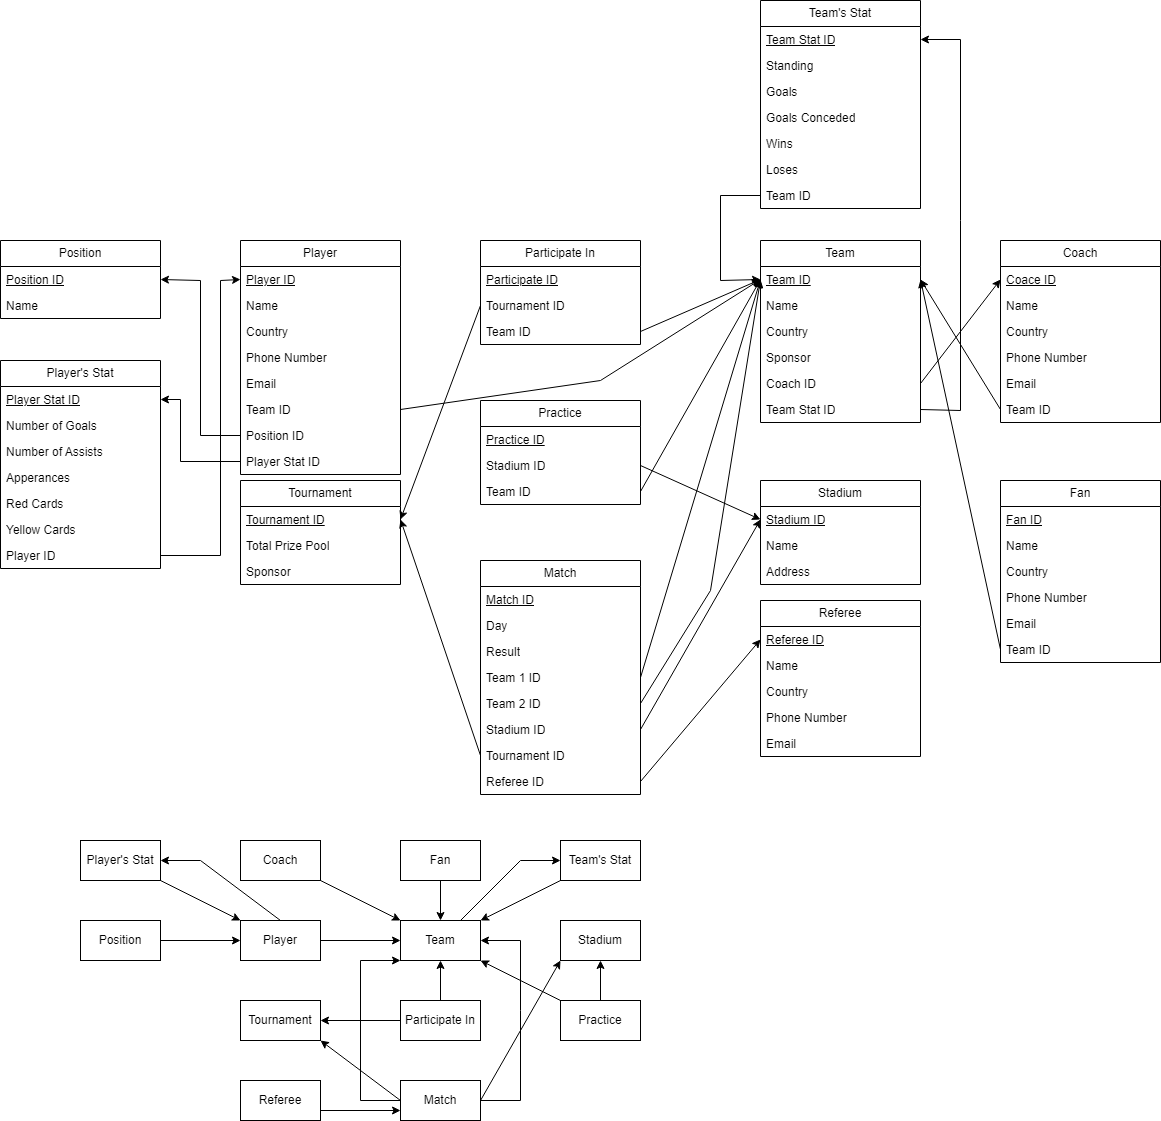 Team's Stat
Team Stat ID
Standing
Goals
Goals Conceded
Wins
Loses
Team ID
Position
Position ID
Name
Player
Player ID
Name
Country
Phone Number
Email
Team ID
Position ID
Player Stat ID
Participate In
Participate ID
Tournament ID
Team ID
Team
Team ID
Name
Country
Sponsor
Coach ID
Team Stat ID
Coach
Coace ID
Name
Country
Phone Number
Email
Team ID
Player's Stat
Player Stat ID
Number of Goals
Number of Assists
Apperances
Red Cards
Yellow Cards
Player ID
Tournament
Tournament ID
Total Prize Pool
Sponsor
Practice
Practice ID
Stadium ID
Team ID
Stadium
Stadium ID
Name
Address
Fan
Fan ID
Name
Country
Phone Number
Email
Team ID
Match
Match ID
Day
Result
Team 1 ID
Team 2 ID
Stadium ID
Tournament ID
Referee ID
Referee
Referee ID
Name
Country
Phone Number
Email
Player's Stat
Coach
Fan
Team's Stat
Position
Player
Team
Stadium
Tournament
Participate In
Practice
Referee
Match